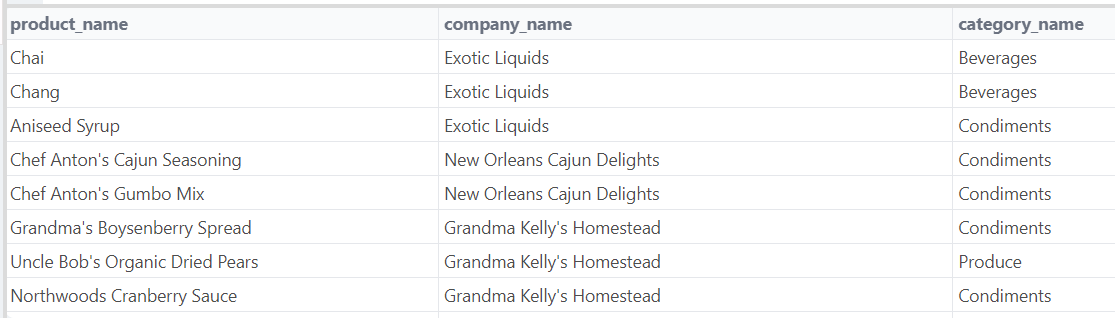 product_name company_name category_name
Chai Exotic Liquids Beverages
Chang Exotic Liquids Beverages
Aniseed Syrup Exotic Liquids Condiments
Chef Anton's Cajun Seasoning New Orleans Cajun Delights Condiments
Chef Anton's Gumbo Mix New Orleans Cajun Delights Condiments
Grandma's Boysenberry Spread Grandma Kelly's Homestead Condiments
Uncle Bob's Organic Dried Pears Grandma Kelly's Homestead Produce
Northwoods Cranberry Sauce Grandma Kelly's Homestead Condiments